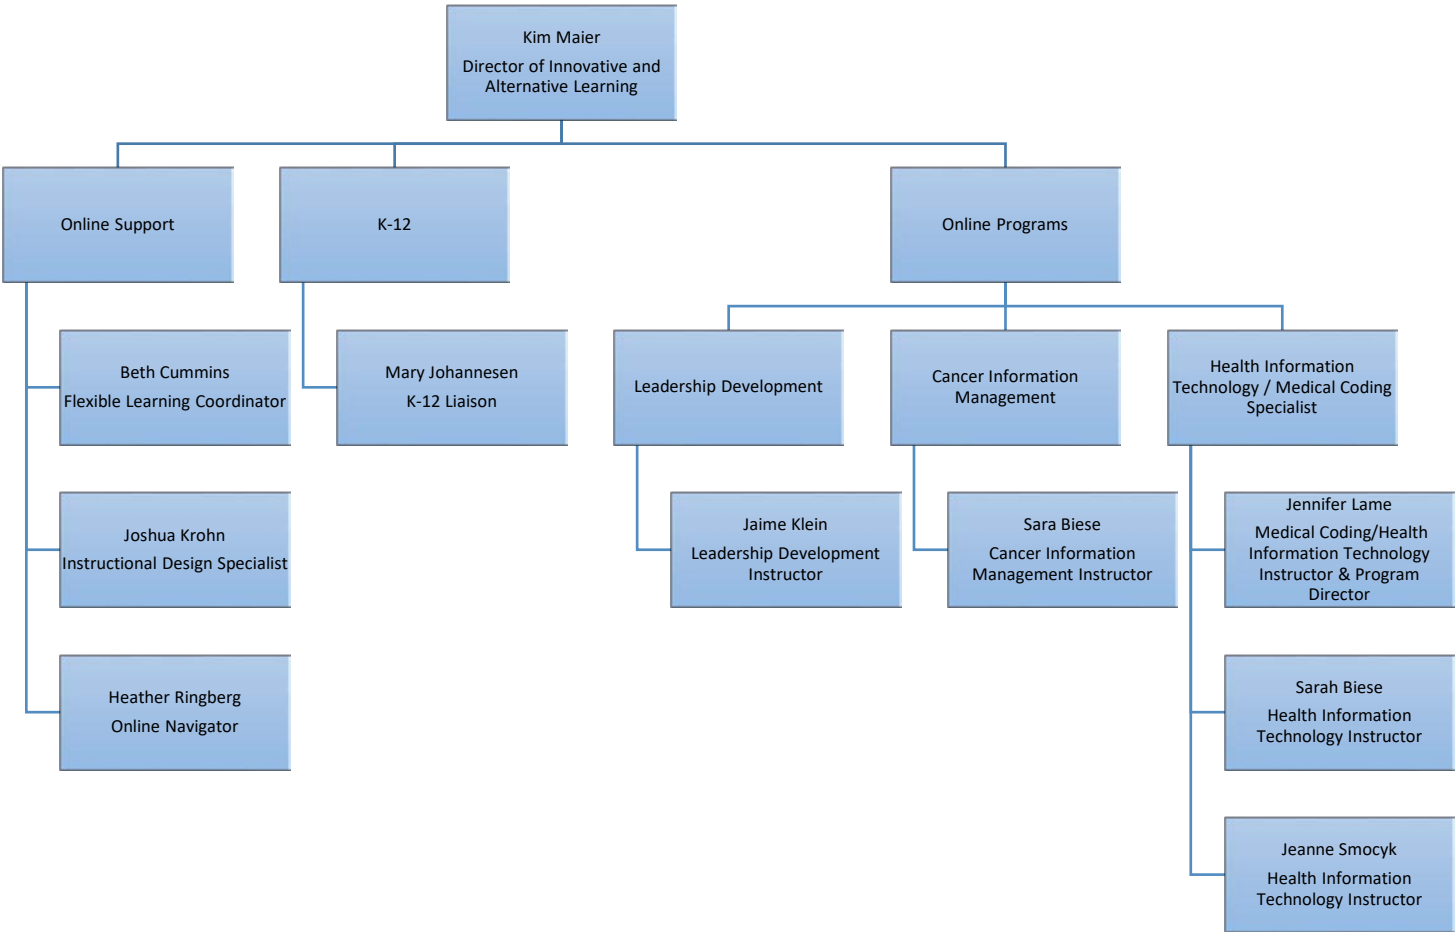 Kim Maier
Director of Innovative and
Alternative Learning
Online Support
K-12
Online Programs
Beth Cummins
Flexible Learning Coordinator
Mary Johannesen
K-12 Liaison
Leadership Development
Cancer Information
Management
Health Information
Technology / Medical Coding
Specialist
Joshua Krohn
Instructional Design Specialist
Jaime Klein
Leadership Development
Instructor
Sara Biese
Cancer Information
Management Instructor
Jennifer Lame
Medical Coding/Health
Information Technology
Instructor & Program
Director
Heather Ringberg
Online Navigator
Sarah Biese
Health Information
Technology Instructor
Jeanne Smocyk
Health Information
Technology Instructor